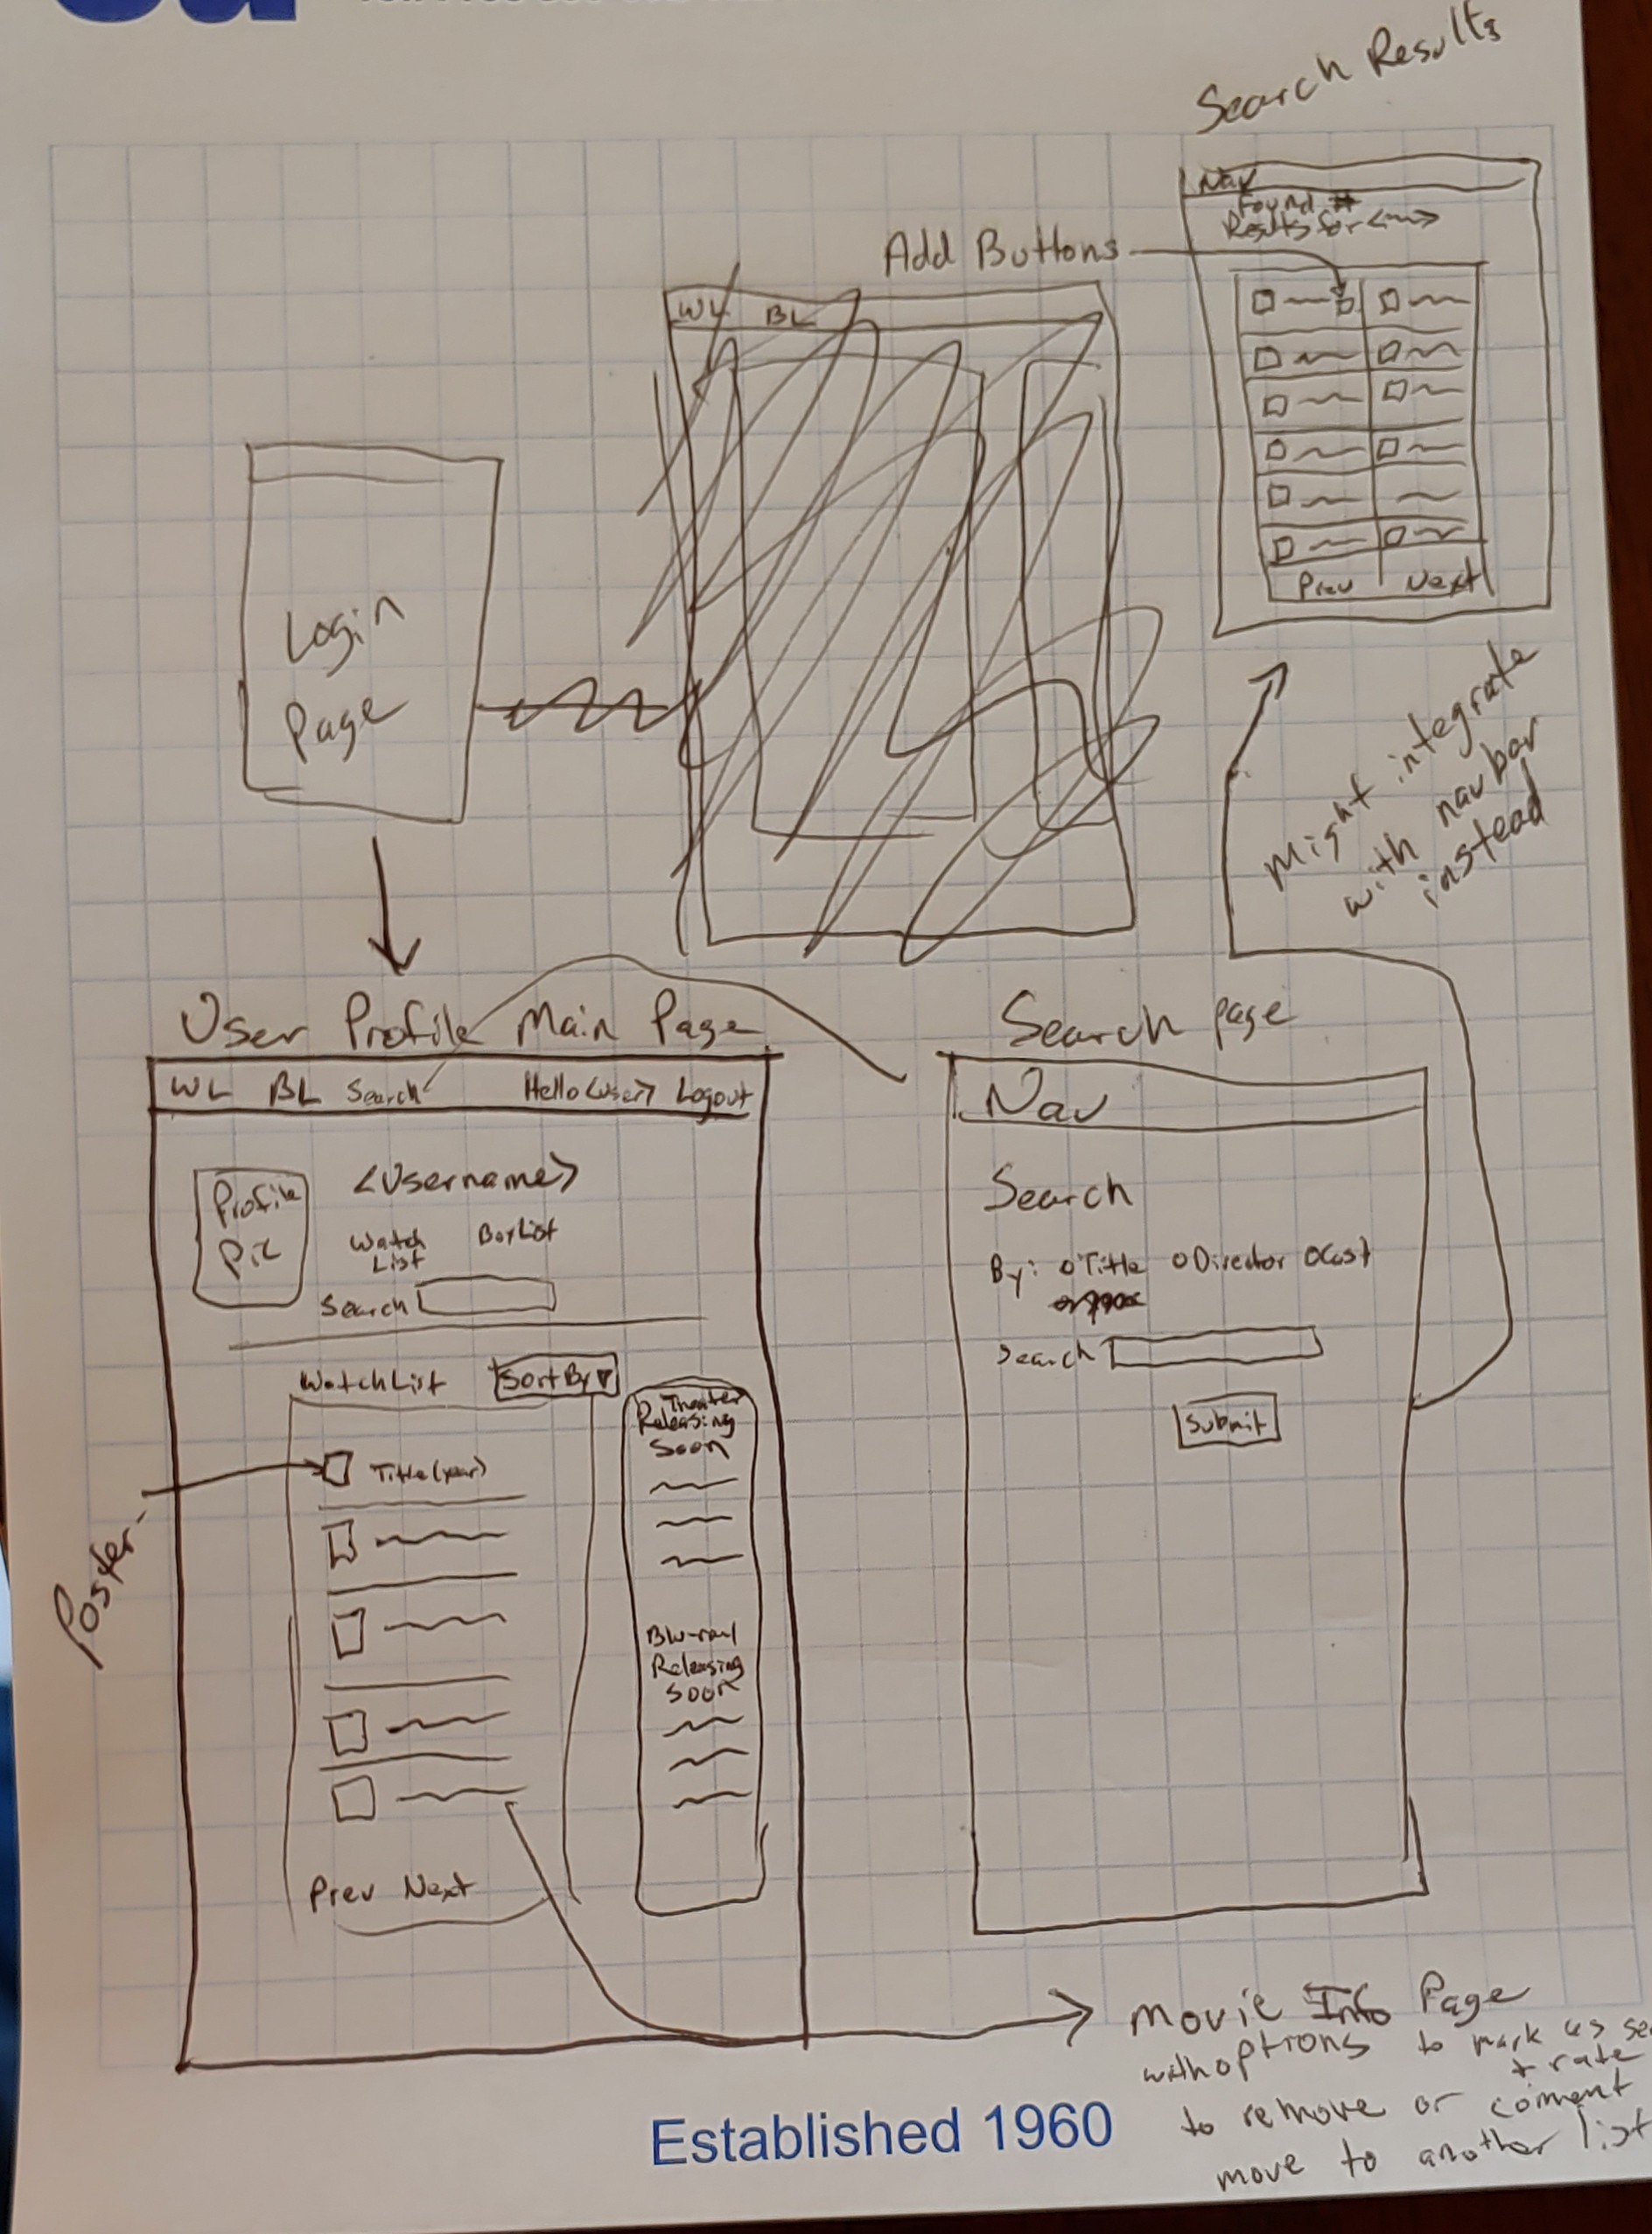 Search Results
Nav
Found #
Results for <~~>
Add Buttons
Prev Next
WL BL
Login
Page
Might integrate
with navbar
instead
User Profile Main Page
WL BL Search Hello <user> Logout
Profile
Pic
<Username>
Watch
List
BuyList
Search
WatchList
Sort By ▼
Poster
Title (year)
Prev Next
Theater
Releasing
Soon
Blu-ray
Releasing
Soon
Search page
Nav
Search
By: o Title o Director o Cast
Search
Submit
Movie Info Page
with options to mark as
+ rate
to remove or comment
move to another list
Established 1960